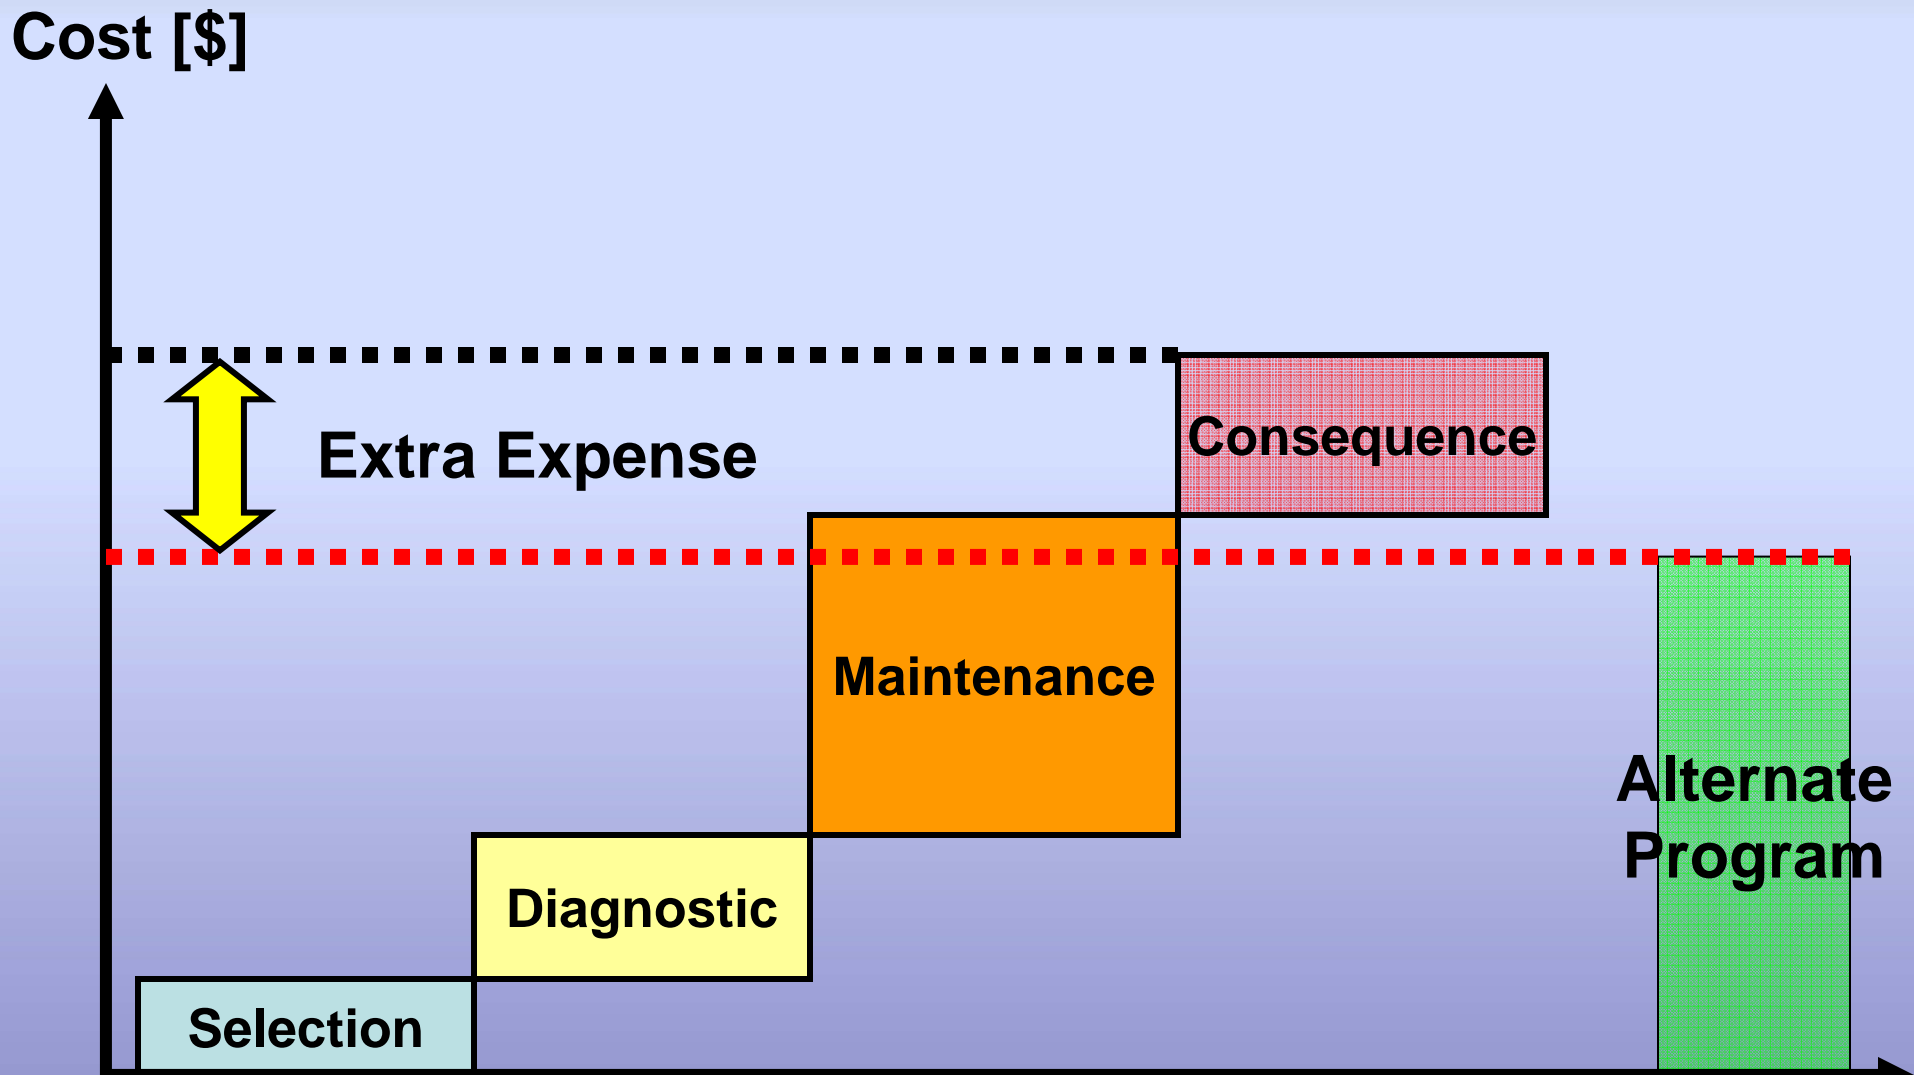 Cost [$]
Extra Expense
Consequence
Maintenance
Alternate
Program
Diagnostic
Selection